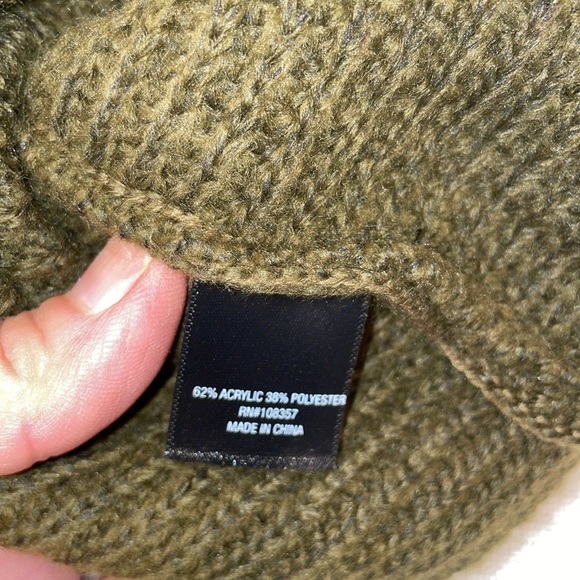 62% ACRYLIC 38% POLYESTER
RN#108357
MADE IN CHINA